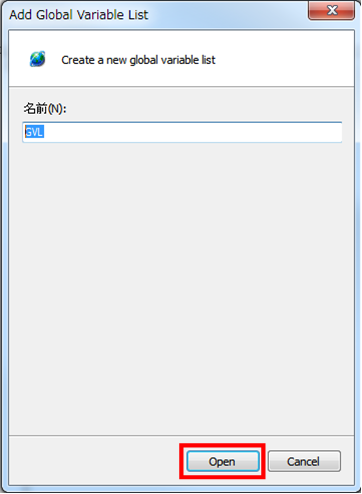 Add Global Variable List
Create a new global variable list
名前(N):
GVL
Open
Cancel